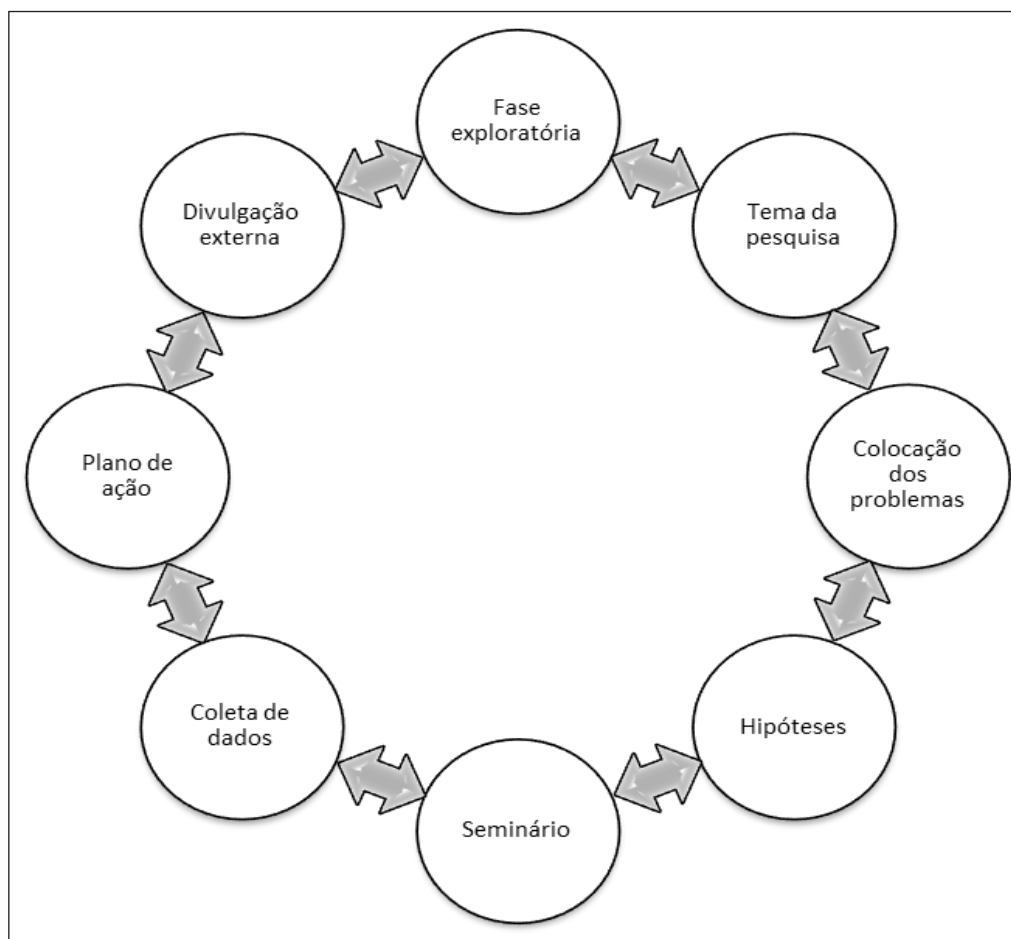 Fase
exploratória
Tema da
pesquisa
Colocação
dos
problemas
Hipóteses
Seminário
Coleta de
dados
Plano de
ação
Divulgação
externa